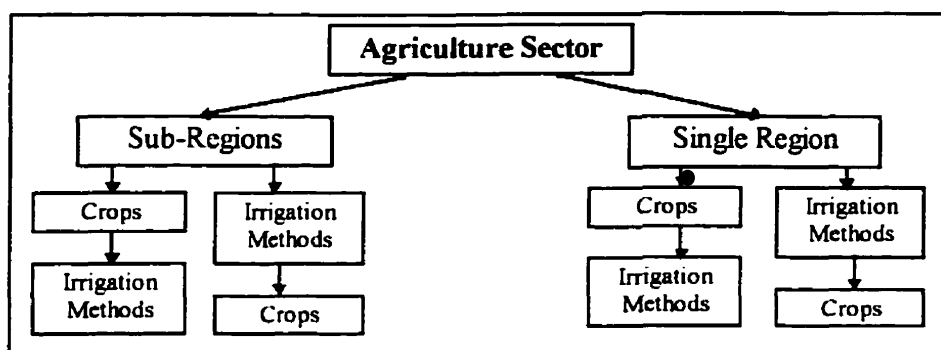 Agriculture Sector
Sub-Regions
Single Region
Crops
Irrigation
Methods
Crops
Irrigation
Methods
Irrigation
Methods
Crops
Irrigation
Methods
Crops